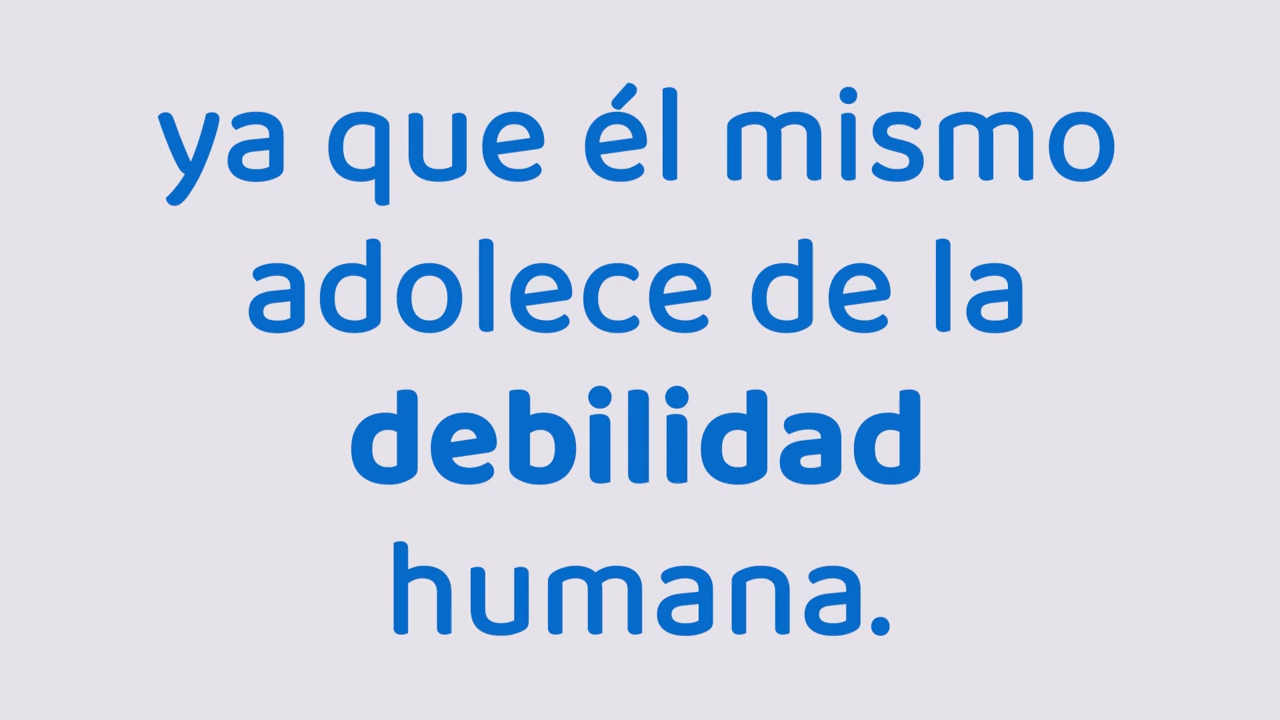 ya que él mismo
adolece de la
debilidad
humana.